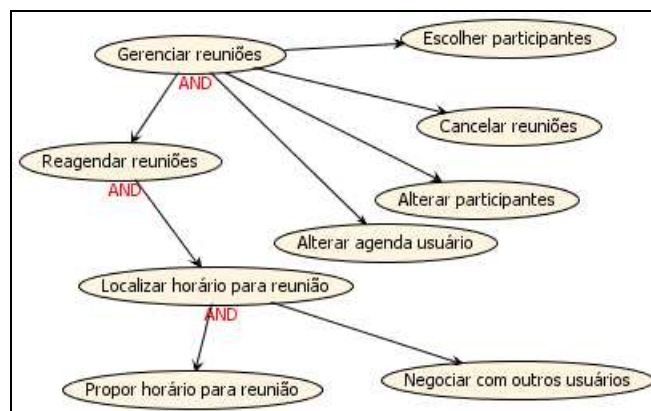 Escolher participantes
Gerenciar reuniões
AND
Cancelar reuniões
Reagendar reuniões
AND
Alterar participantes
Alterar agenda usuário
Localizar horário para reunião
AND
Negociar com outros usuários
Propor horário para reunião